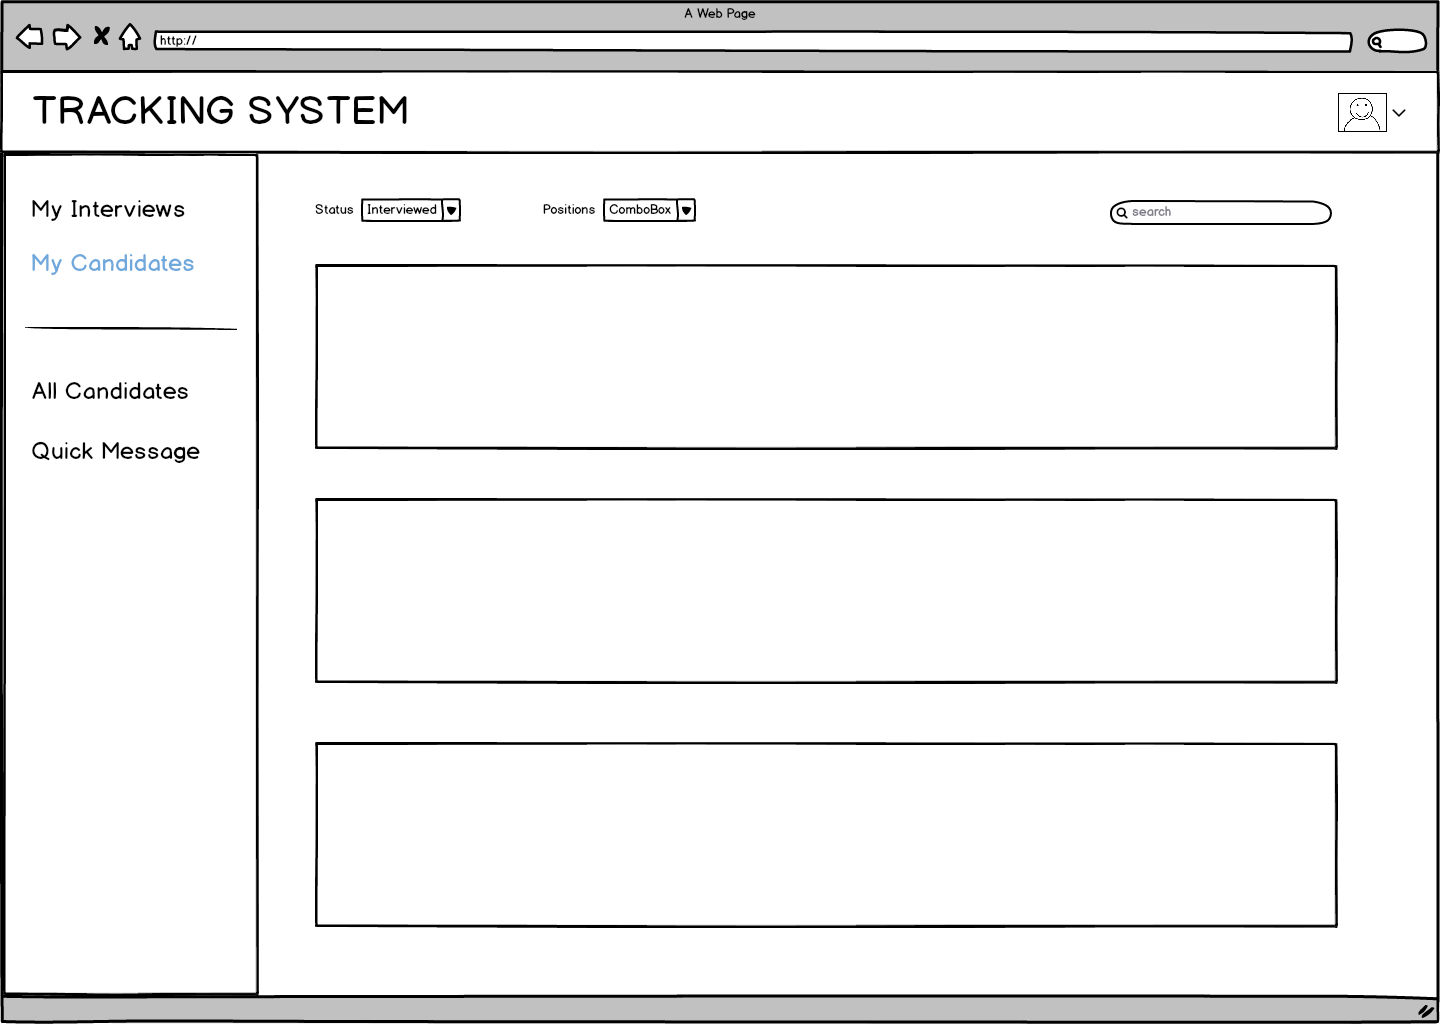 A Web Page
http://
TRACKING SYSTEM
My Interviews
My Candidates
All Candidates
Quick Message
Status Interviewed Positions ComboBox search